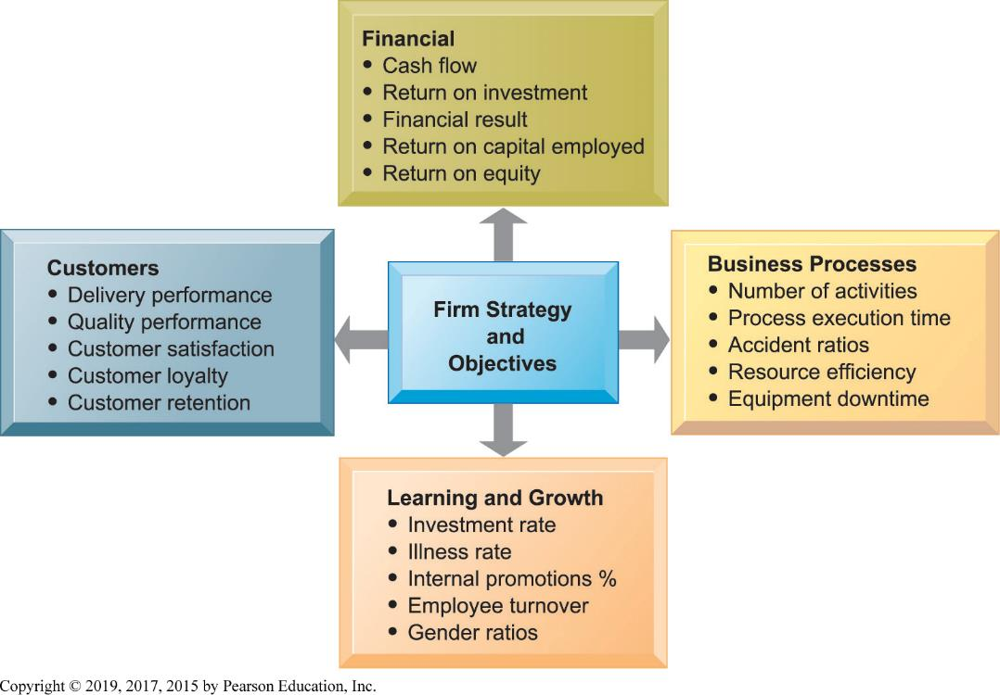 Financial
• Cash flow
• Return on investment
• Financial result
• Return on capital employed
• Return on equity
Customers
• Delivery performance
• Quality performance
• Customer satisfaction
• Customer loyalty
• Customer retention
Firm Strategy
and
Objectives
Business Processes
• Number of activities
• Process execution time
• Accident ratios
• Resource efficiency
• Equipment downtime
Learning and Growth
• Investment rate
• Illness rate
• Internal promotions %
• Employee turnover
• Gender ratios
Copyright © 2019, 2017, 2015 by Pearson Education, Inc.